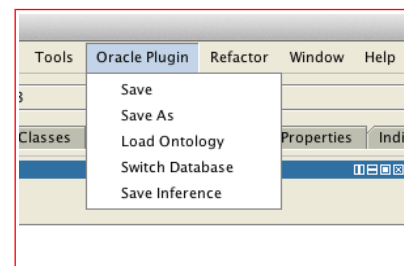 Tools Oracle Plugin Refactor Window Help
Save
Save As
Classes Load Ontology Properties Indi
Switch Database
Save Inference